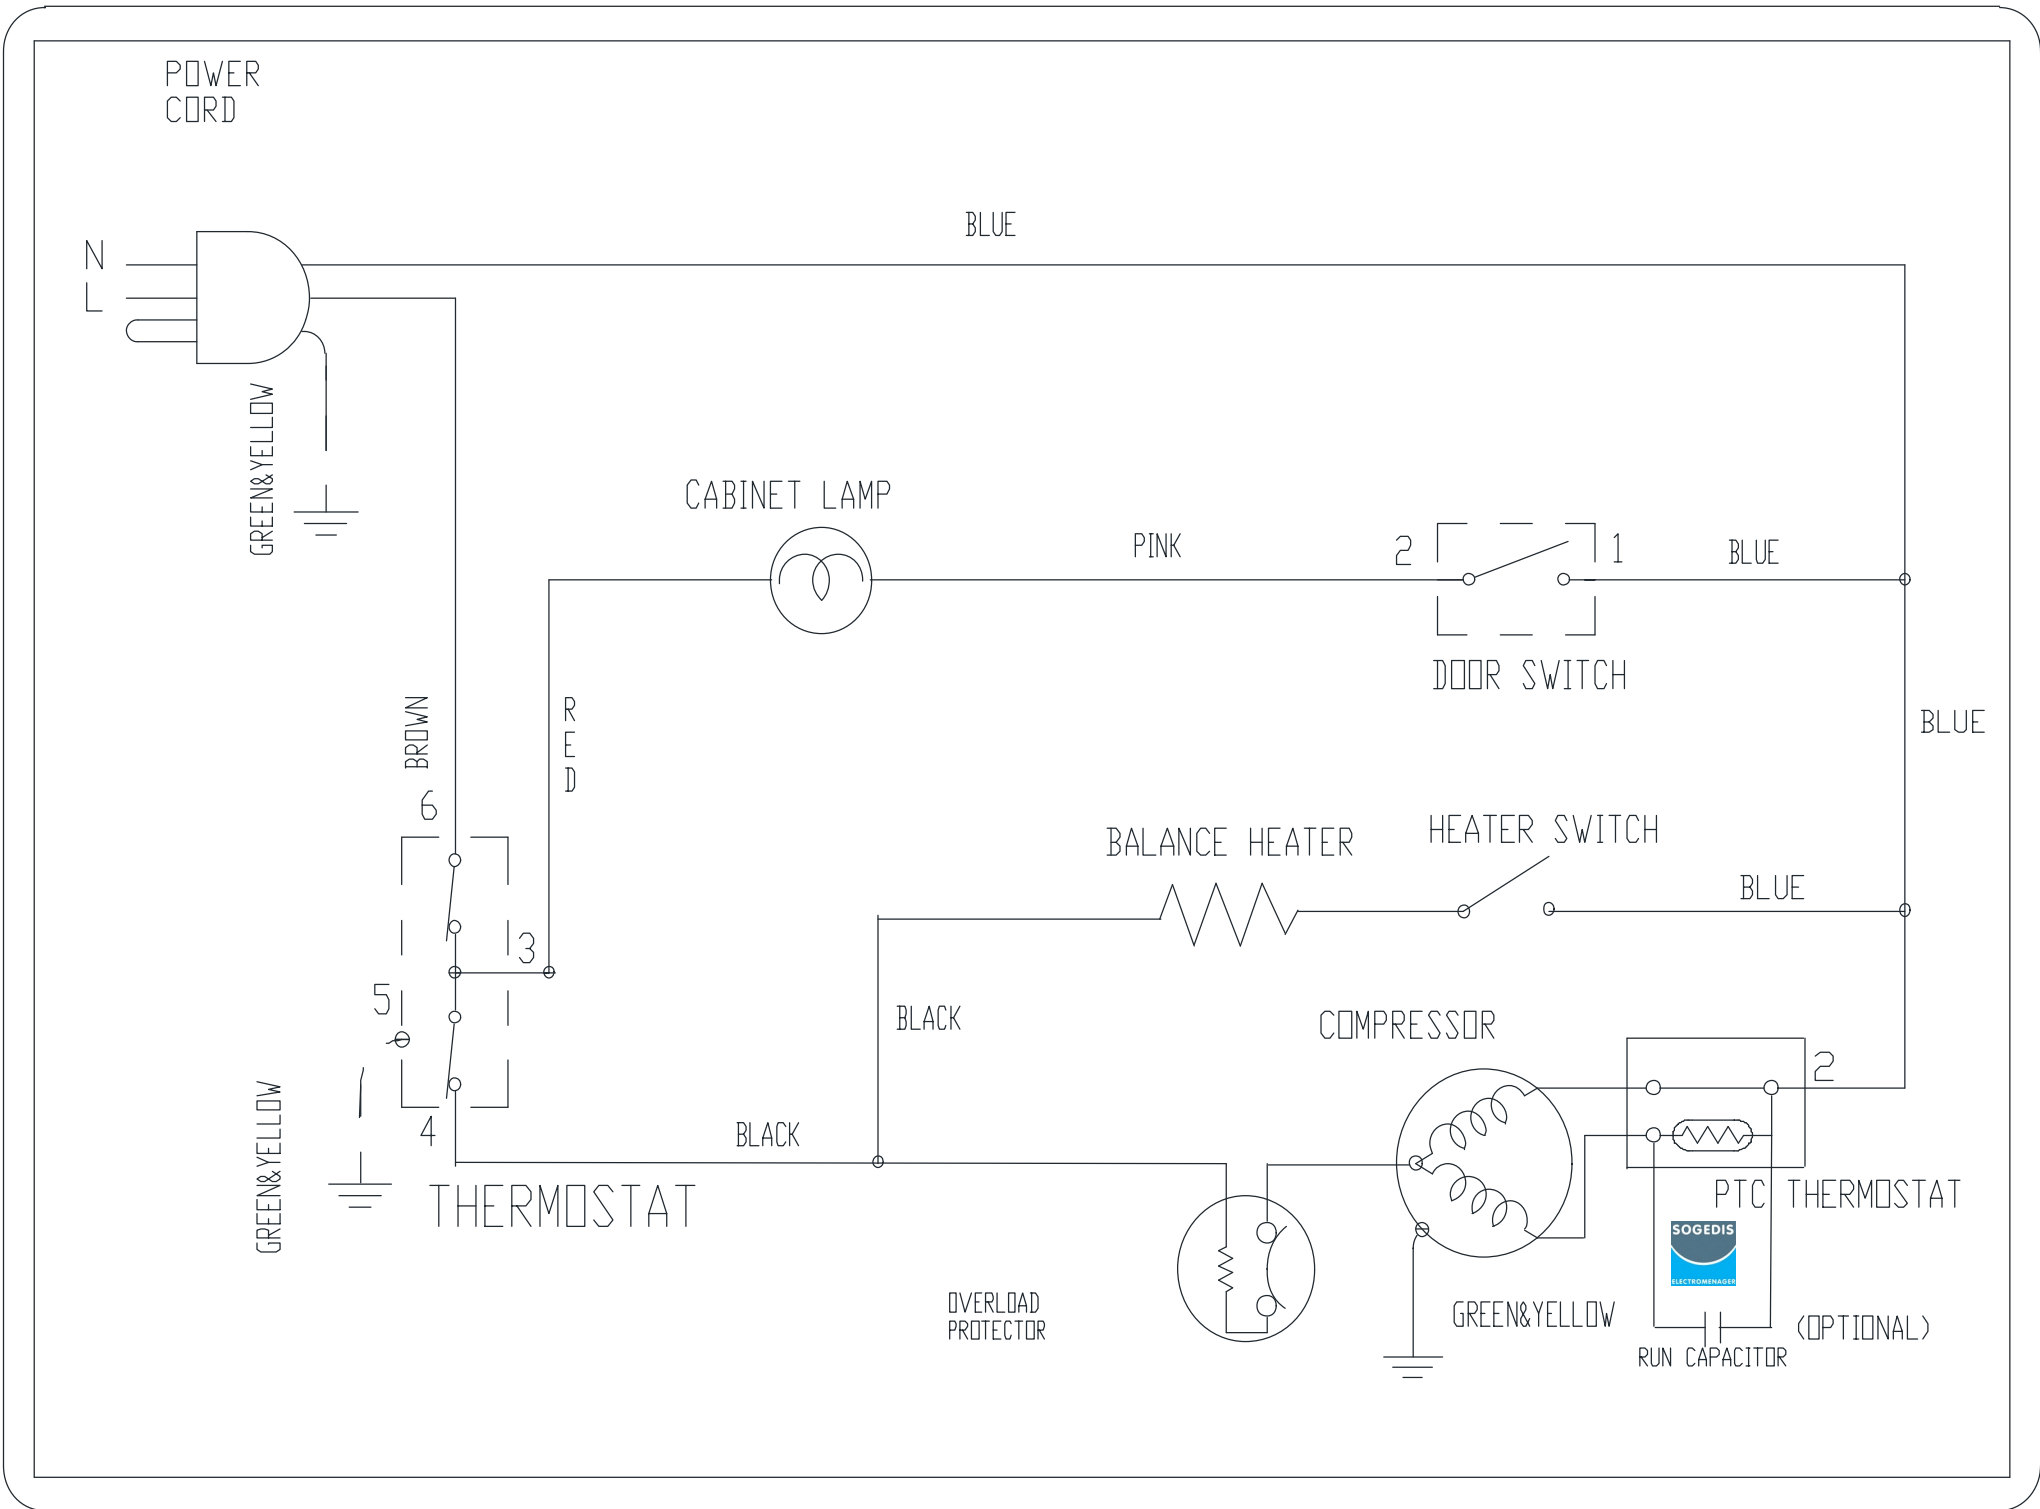 POWER
CORD
BLUE
N
L
GREEN&YELLOW
CABINET LAMP
PINK
2
1
BLUE
DOOR SWITCH
BROWN
RED
BLUE
6
BALANCE HEATER
HEATER SWITCH
BLUE
3
5
BLACK
COMPRESSOR
2
GREEN&YELLOW
4
BLACK
THERMOSTAT
PTC THERMOSTAT
SOGEDIS
ELECTROMENAGER
OVERLOAD
PROTECTOR
GREEN&YELLOW
(OPTIONAL)
RUN CAPACITOR